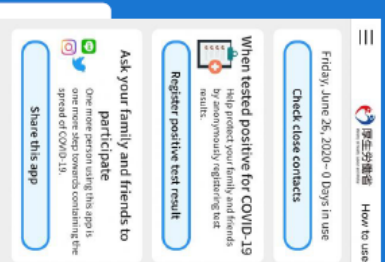 厚生労働省
How to use
Friday, June 26, 2020~ 0 Days in use
Check close contacts
When tested positive for COVID-19
Help protect your family and friends
by anonymously registering test
results.
Register positive test result
Ask your family and friends to
participate
One more person using this app is
one more step towards containing the
spread of COVID-19.
Share this app